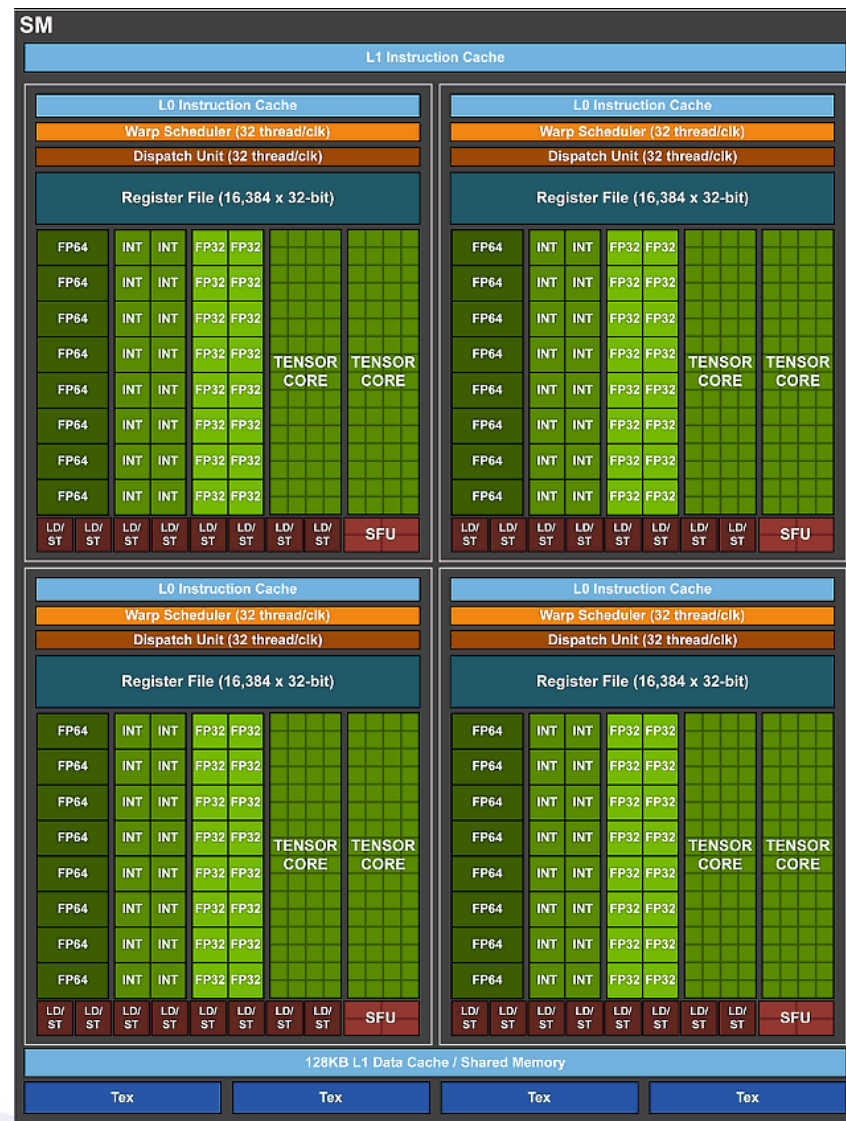 SM
L1 Instruction Cache
L0 Instruction Cache
Warp Scheduler (32 thread/clk)
Dispatch Unit (32 thread/clk)
Register File (16,384 x 32-bit)
FP64 INT INT FP32 FP32
FP64 INT INT FP32 FP32
FP64 INT INT FP32 FP32
FP64 INT INT FP32 FP32
FP64 INT INT FP32 FP32
FP64 INT INT FP32 FP32
FP64 INT INT FP32 FP32
FP64 INT INT FP32 FP32
TENSOR TENSOR
CORE CORE
LD/ LD/ LD/ LD/ LD/ LD/ LD/ LD/
ST ST ST ST ST ST ST ST
SFU
L0 Instruction Cache
Warp Scheduler (32 thread/clk)
Dispatch Unit (32 thread/clk)
Register File (16,384 x 32-bit)
FP64 INT INT FP32 FP32
FP64 INT INT FP32 FP32
FP64 INT INT FP32 FP32
FP64 INT INT FP32 FP32
FP64 INT INT FP32 FP32
FP64 INT INT FP32 FP32
FP64 INT INT FP32 FP32
FP64 INT INT FP32 FP32
TENSOR TENSOR
CORE CORE
LD/ LD/ LD/ LD/ LD/ LD/ LD/ LD/
ST ST ST ST ST ST ST ST
SFU
L0 Instruction Cache
Warp Scheduler (32 thread/clk)
Dispatch Unit (32 thread/clk)
Register File (16,384 x 32-bit)
FP64 INT INT FP32 FP32
FP64 INT INT FP32 FP32
FP64 INT INT FP32 FP32
FP64 INT INT FP32 FP32
FP64 INT INT FP32 FP32
FP64 INT INT FP32 FP32
FP64 INT INT FP32 FP32
FP64 INT INT FP32 FP32
TENSOR TENSOR
CORE CORE
LD/ LD/ LD/ LD/ LD/ LD/ LD/ LD/
ST ST ST ST ST ST ST ST
SFU
L0 Instruction Cache
Warp Scheduler (32 thread/clk)
Dispatch Unit (32 thread/clk)
Register File (16,384 x 32-bit)
FP64 INT INT FP32 FP32
FP64 INT INT FP32 FP32
FP64 INT INT FP32 FP32
FP64 INT INT FP32 FP32
FP64 INT INT FP32 FP32
FP64 INT INT FP32 FP32
FP64 INT INT FP32 FP32
FP64 INT INT FP32 FP32
TENSOR TENSOR
CORE CORE
LD/ LD/ LD/ LD/ LD/ LD/ LD/ LD/
ST ST ST ST ST ST ST ST
SFU
128KB L1 Data Cache / Shared Memory
Tex Tex Tex Tex